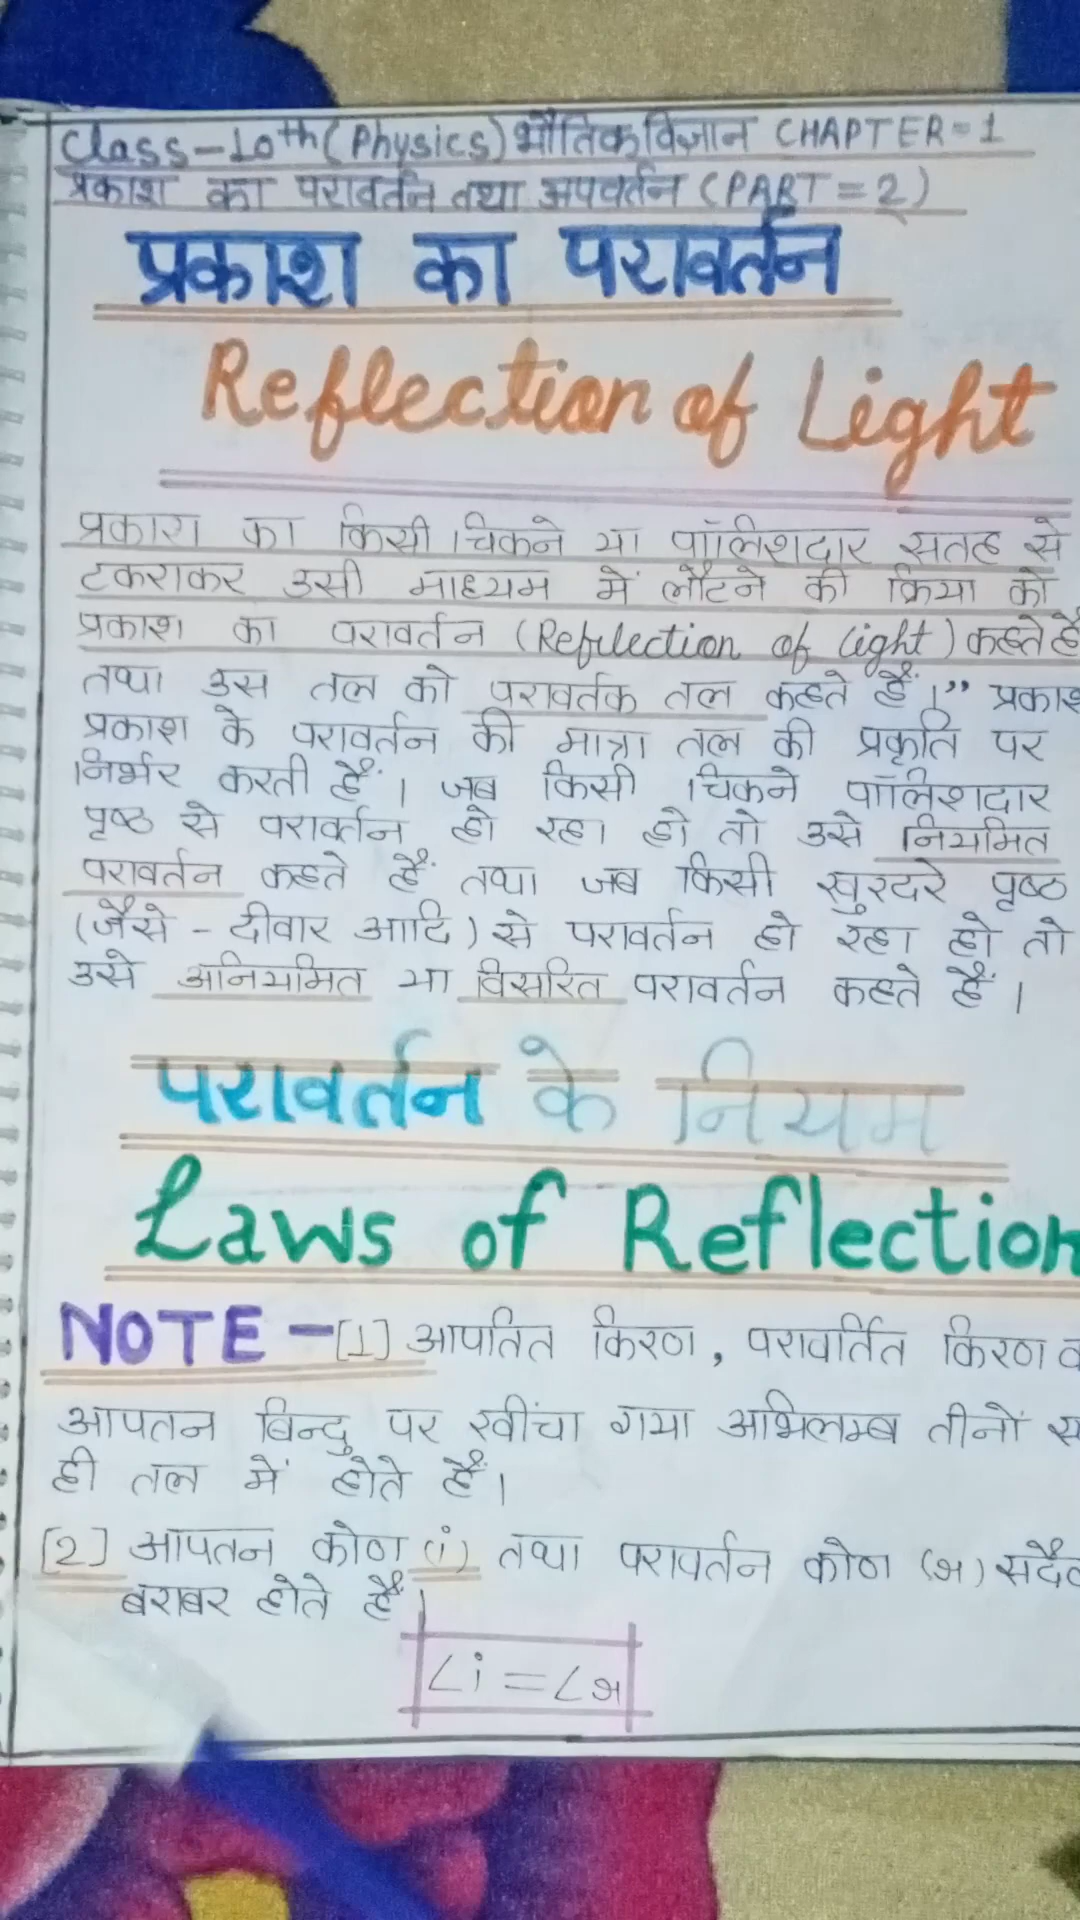 Class-10th (Physics) भौतिक विज्ञान CHAPTER=1
प्रकाश का परावर्तन तथा अपवर्तन (PART=2)
प्रकाश का परावर्तन
Reflection of Light
प्रकाश का किसी चिकने या पॉलिशदार सतह से
टकराकर उसी माध्यम में लौटने की क्रिया को
प्रकाश का परावर्तन (Refilection of light) कहते हैं
तथा उस तल को परावर्तक तल कहते हैं।” प्रकाश
प्रकाश के परावर्तन की मात्रा तल की प्रकृति पर
निर्भर करती हैं। जब किसी चिकने पॉलिशदार
पृष्ठ से परावर्तन हो रहा हो तो उसे नियमित
परावर्तन कहते हैं तथा जब किसी खुरदरे पृष्ठ
(जैसे - दीवार आदि) से परावर्तन हो रहा हो तो
उसे अनियमित या विसरित परावर्तन कहते हैं।
परावर्तन के नियम
Laws of Reflection
NOTE -[1] आपतित किरण, परावर्तित किरण
आपतन बिन्दु पर खींचा गया अभिलम्ब तीनों
ही तल में होते हैं।
[2] आपतन कोण (i) तथा परावर्तन कोण (r) सदैव
बराबर होते हैं।
∠i = ∠r